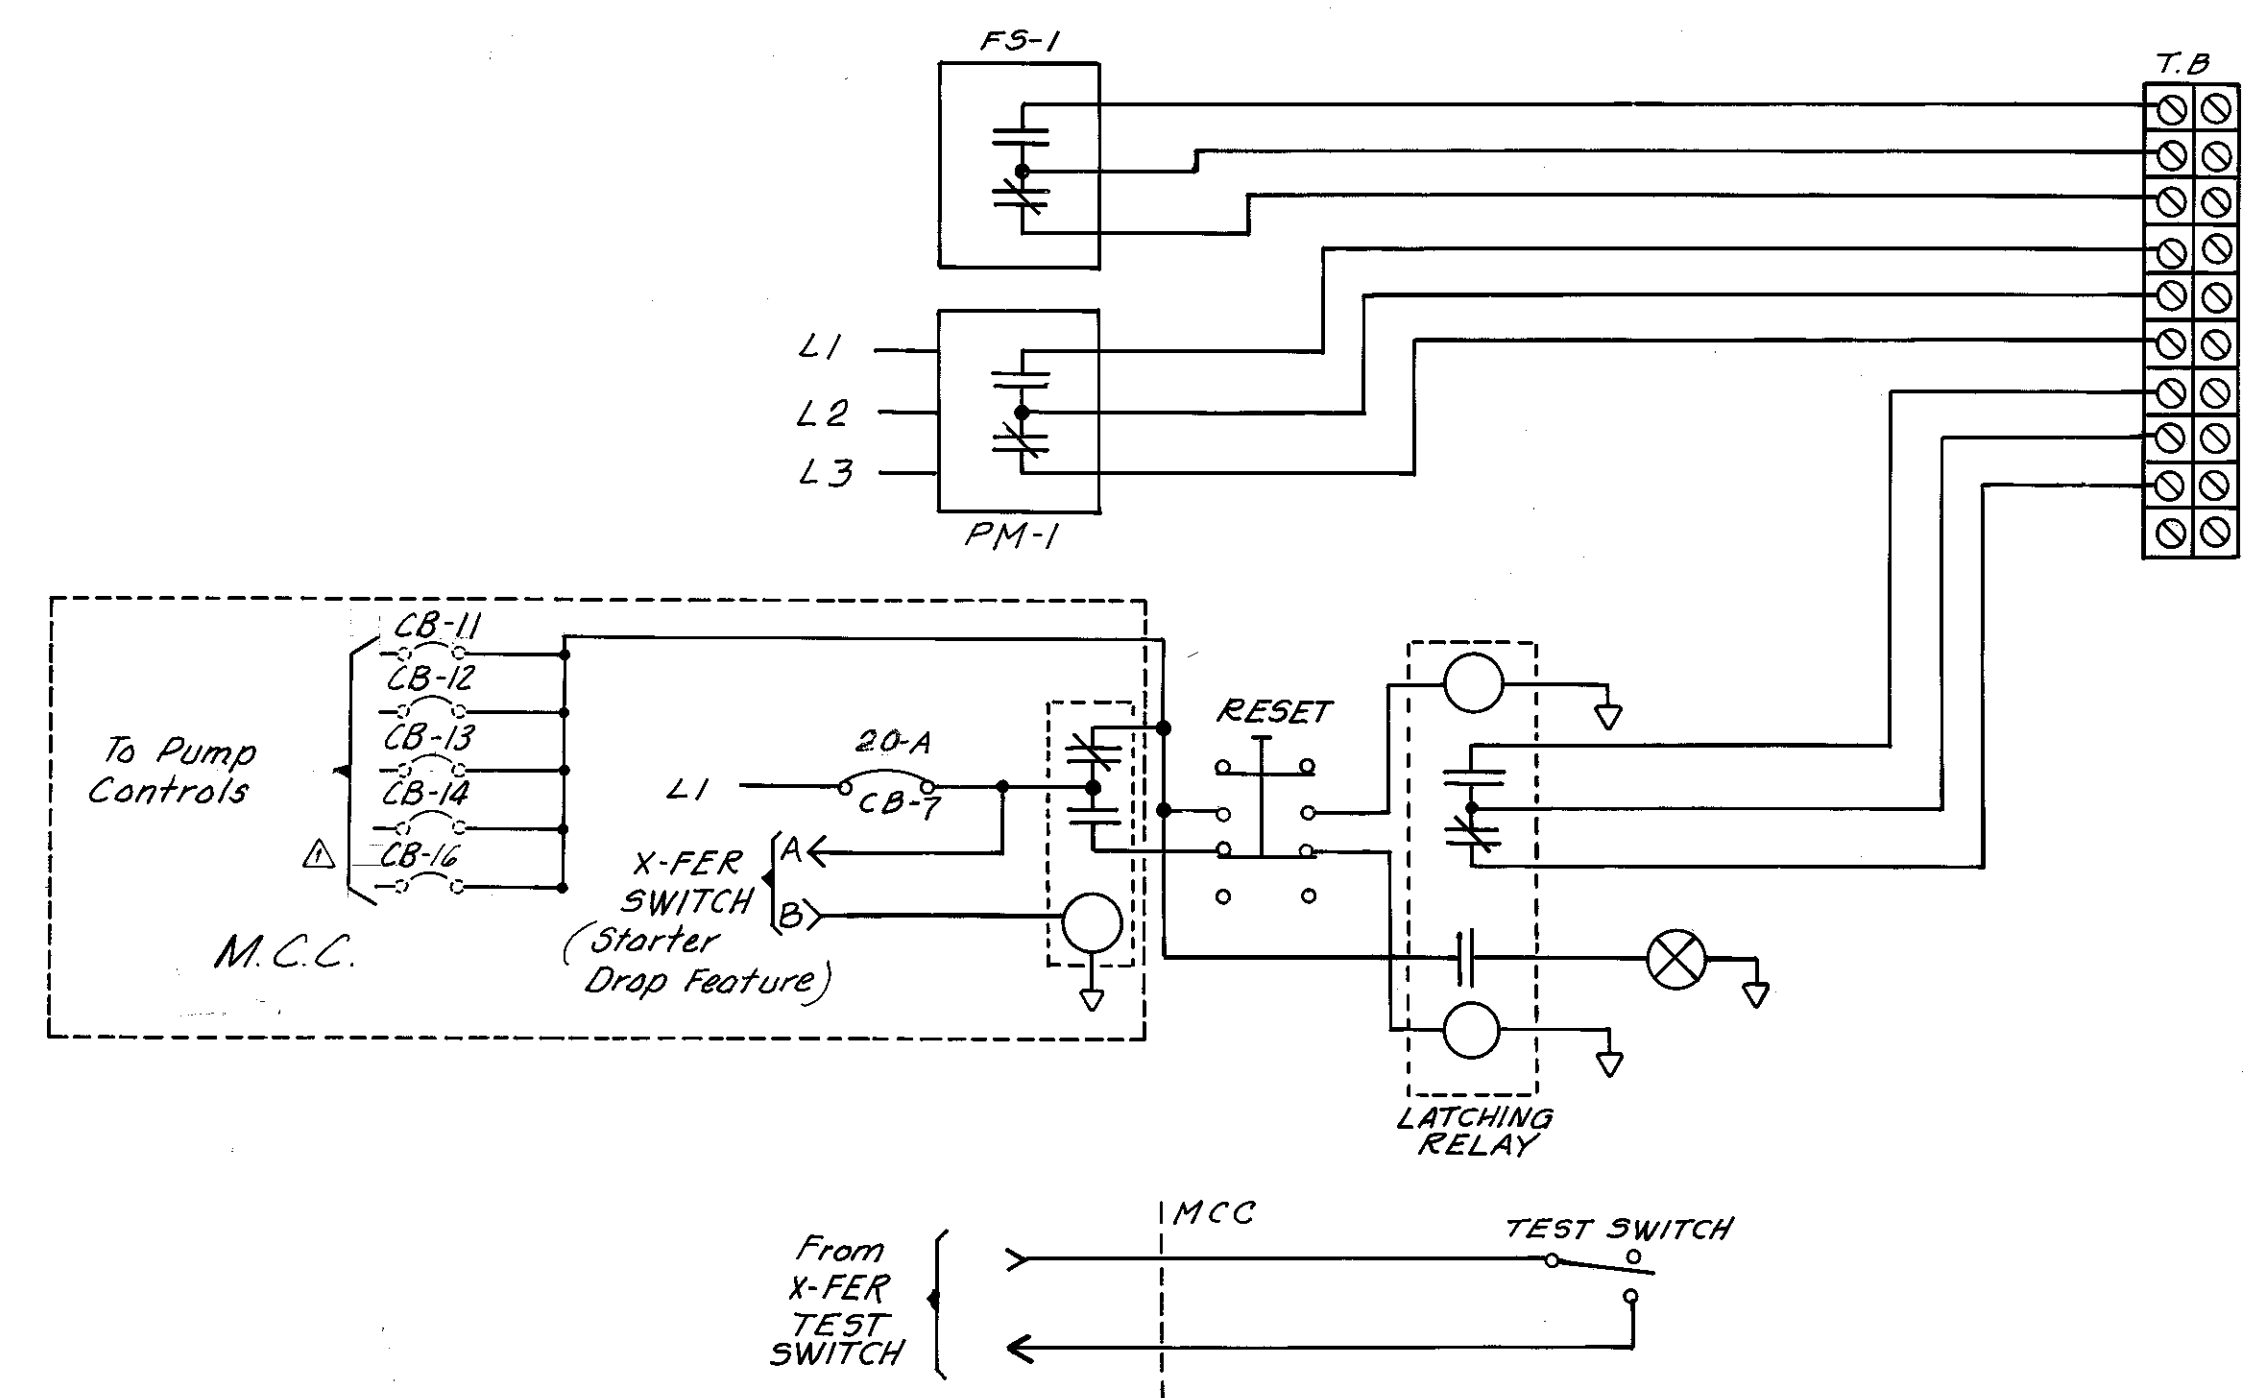 FS-1
T.B
L1
L2
L3
PM-1
CB-11
CB-12
CB-13
CB-14
CB-16
To Pump
Controls
1
M.C.C.
L1
20-A
CB-7
X-FER
SWITCH
(Starter
Drop Feature)
A
B
RESET
LATCHING
RELAY
MCC
From
X-FER
TEST
SWITCH
TEST SWITCH